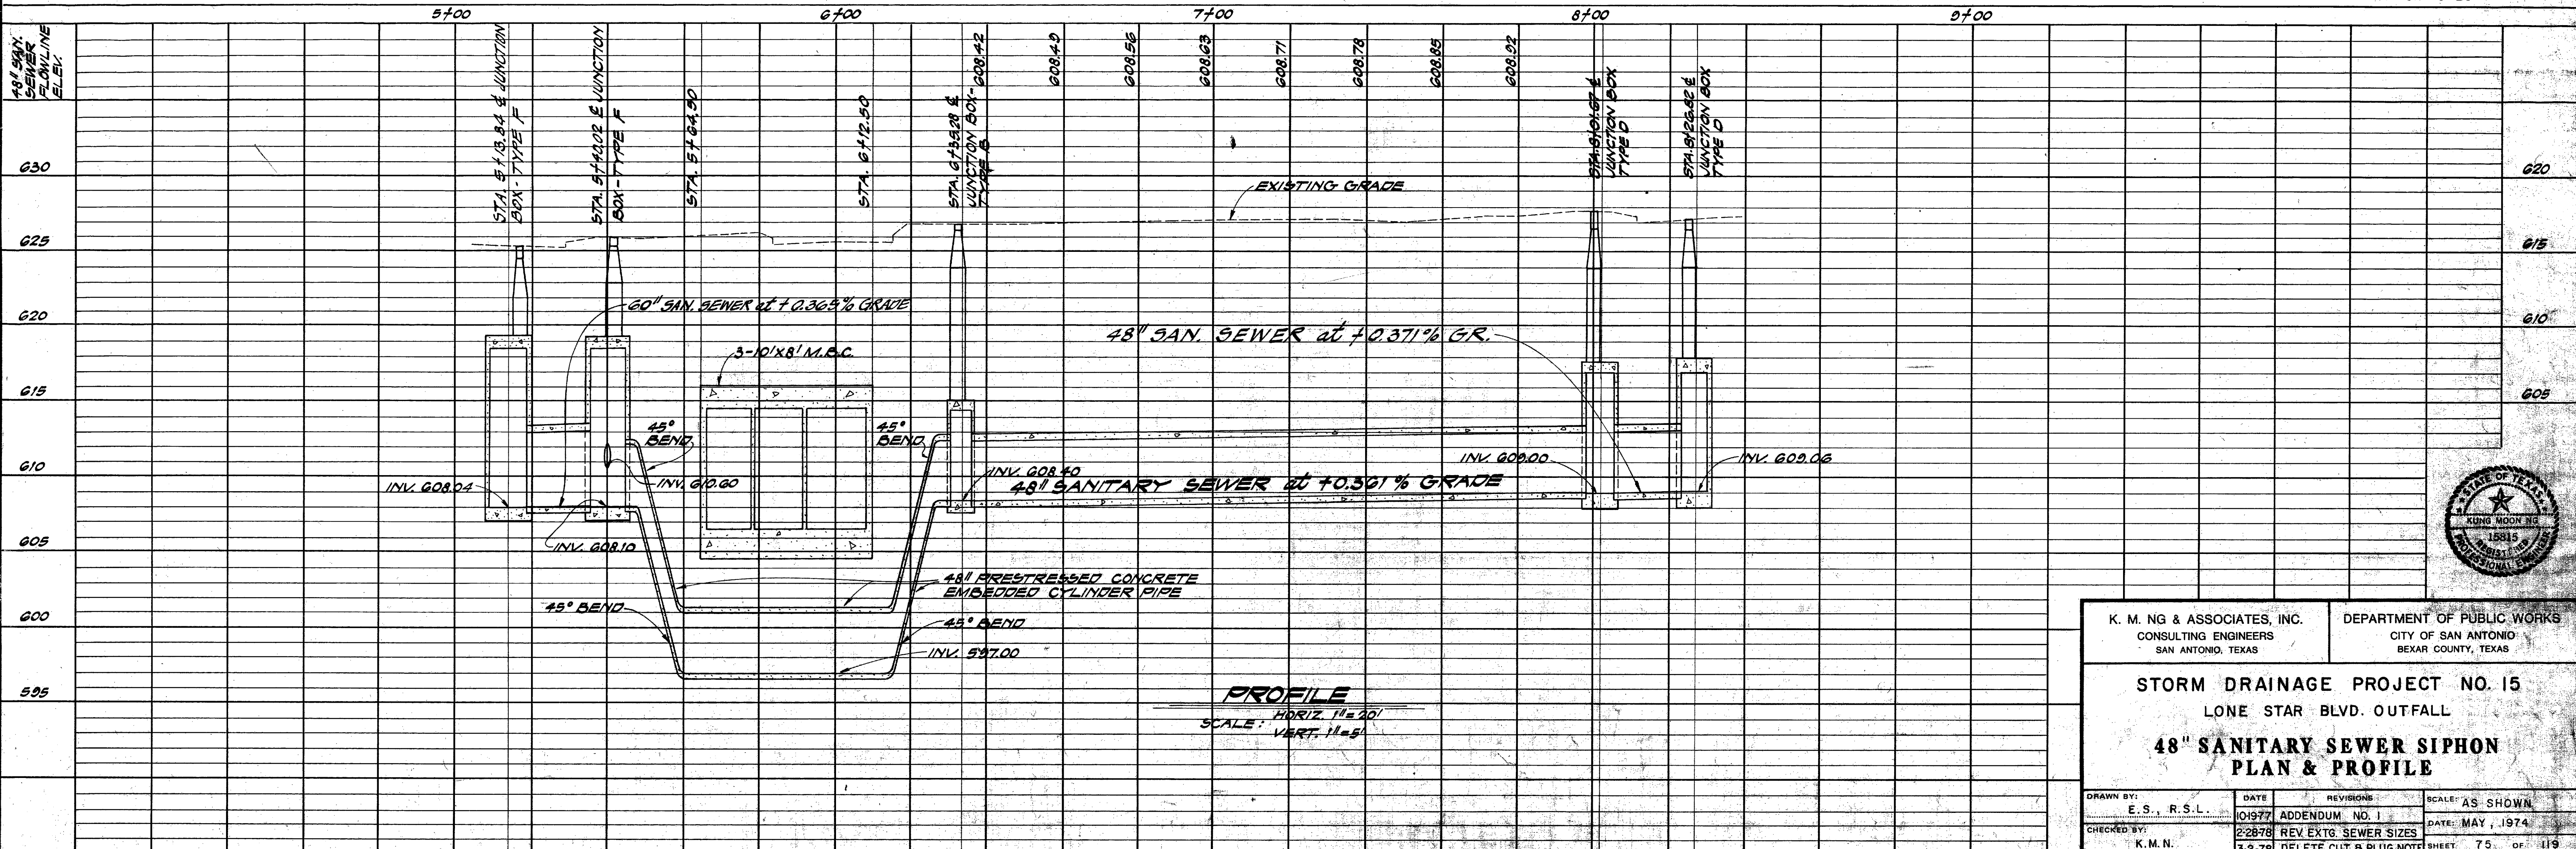 5+00
6+00
7+00
8+00
9+00
48" SAN.
SEWER
FLOWLINE
ELEV.
STA. 5+13.84 ℄ JUNCTION
BOX - TYPE F
STA. 5+40.02 ℄ JUNCTION
BOX - TYPE F
STA. 5+64.90
STA. 6+12.50
STA. 6+35.28 ℄
JUNCTION BOX-
TYPE B
608.42
608.49
608.56
608.63
608.71
608.78
608.85
608.92
STA. 8+01.67 ℄
JUNCTION BOX
TYPE D
STA. 8+26.82 ℄
JUNCTION BOX
TYPE D
630
625
620
615
610
605
600
595
620
615
610
605
EXISTING GRADE
60" SAN. SEWER at +0.365% GRADE
3-10'X8' M.B.C.
48" SAN. SEWER at +0.371% GR.
45°
BEND
45°
BEND
INV. 608.04
INV. 610.60
INV. 608.40
INV. 609.00
INV. 609.06
48" SANITARY SEWER at +0.361% GRADE
INV. 608.10
48" PRESTRESSED CONCRETE
EMBEDDED CYLINDER PIPE
45° BEND
45° BEND
INV. 597.00
PROFILE
SCALE: HORIZ. 1"=20'
VERT. 1"=5'
STATE OF TEXAS
KUNG MOON NG
15815
REGISTERED
PROFESSIONAL ENGINEER
K. M. NG & ASSOCIATES, INC.
CONSULTING ENGINEERS
SAN ANTONIO, TEXAS
DEPARTMENT OF PUBLIC WORKS
CITY OF SAN ANTONIO
BEXAR COUNTY, TEXAS
STORM DRAINAGE PROJECT NO. 15
LONE STAR BLVD. OUTFALL
48" SANITARY SEWER SIPHON
PLAN & PROFILE
DRAWN BY:
E.S., R.S.L.
CHECKED BY:
K.M.N.
DATE REVISIONS
10-19-77 ADDENDUM NO. 1
2-28-78 REV. EXTG. SEWER SIZES
3-2-78 DELETE CUT & PLUG NOTE
SCALE: AS SHOWN
DATE: MAY, 1974
SHEET 75 OF 119